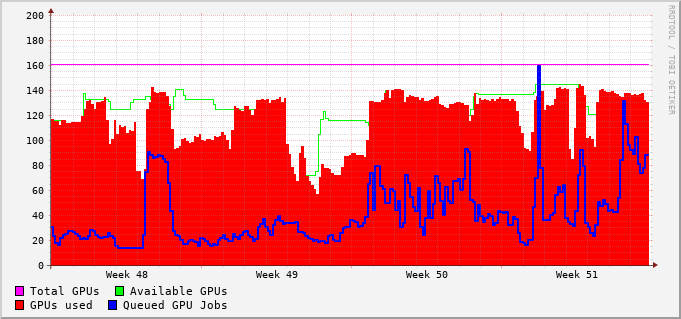 200
180
160
140
120
100
80
60
40
20
0
Week 48 Week 49 Week 50 Week 51
Total GPUs Available GPUs
GPUs used Queued GPU Jobs
RRDTOOL / TOBI OETIKER